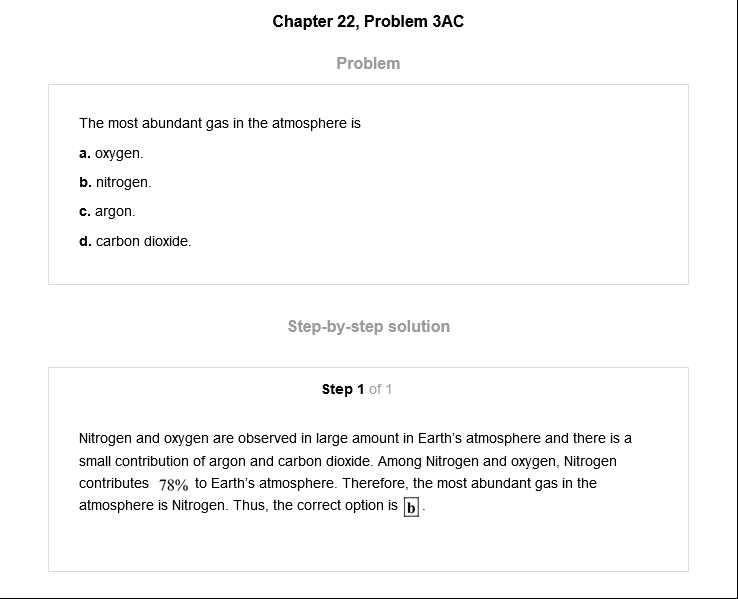 Chapter 22, Problem 3AC
Problem
The most abundant gas in the atmosphere is
a. oxygen.
b. nitrogen.
c. argon.
d. carbon dioxide.
Step-by-step solution
Step 1 of 1
Nitrogen and oxygen are observed in large amount in Earth's atmosphere and there is a
small contribution of argon and carbon dioxide. Among Nitrogen and oxygen, Nitrogen
contributes 78% to Earth's atmosphere. Therefore, the most abundant gas in the
atmosphere is Nitrogen. Thus, the correct option is b.